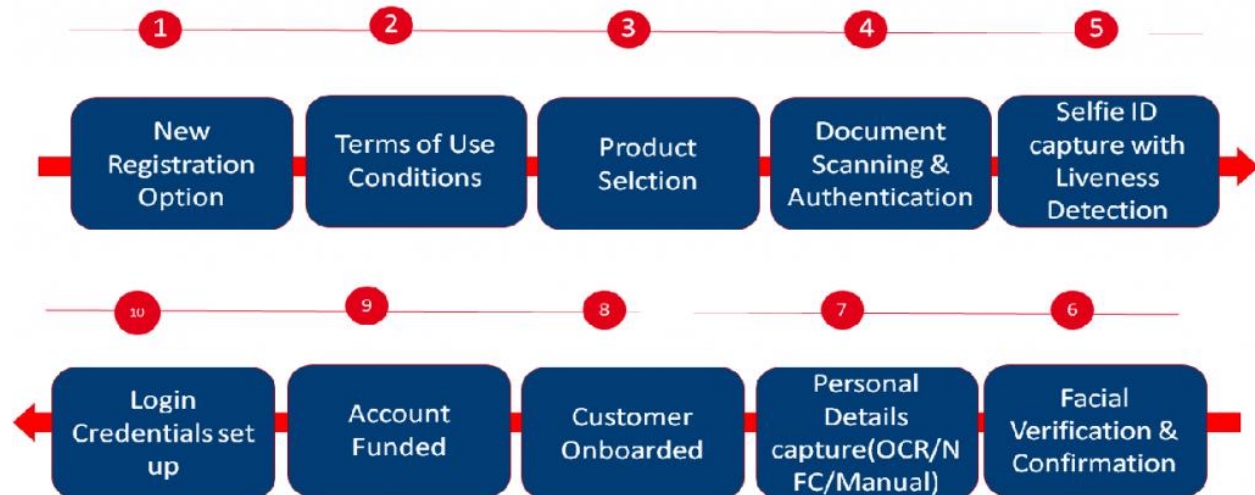 1 2 3 4 5
New
Registration
Option
Terms of Use
Conditions
Product
Selction
Document
Scanning &
Authentication
Selfie ID
capture with
Liveness
Detection
10 9 8 7 6
Login
Credentials set
up
Account
Funded
Customer
Onboarded
Personal
Details
capture(OCR/N
FC/Manual)
Facial
Verification &
Confirmation